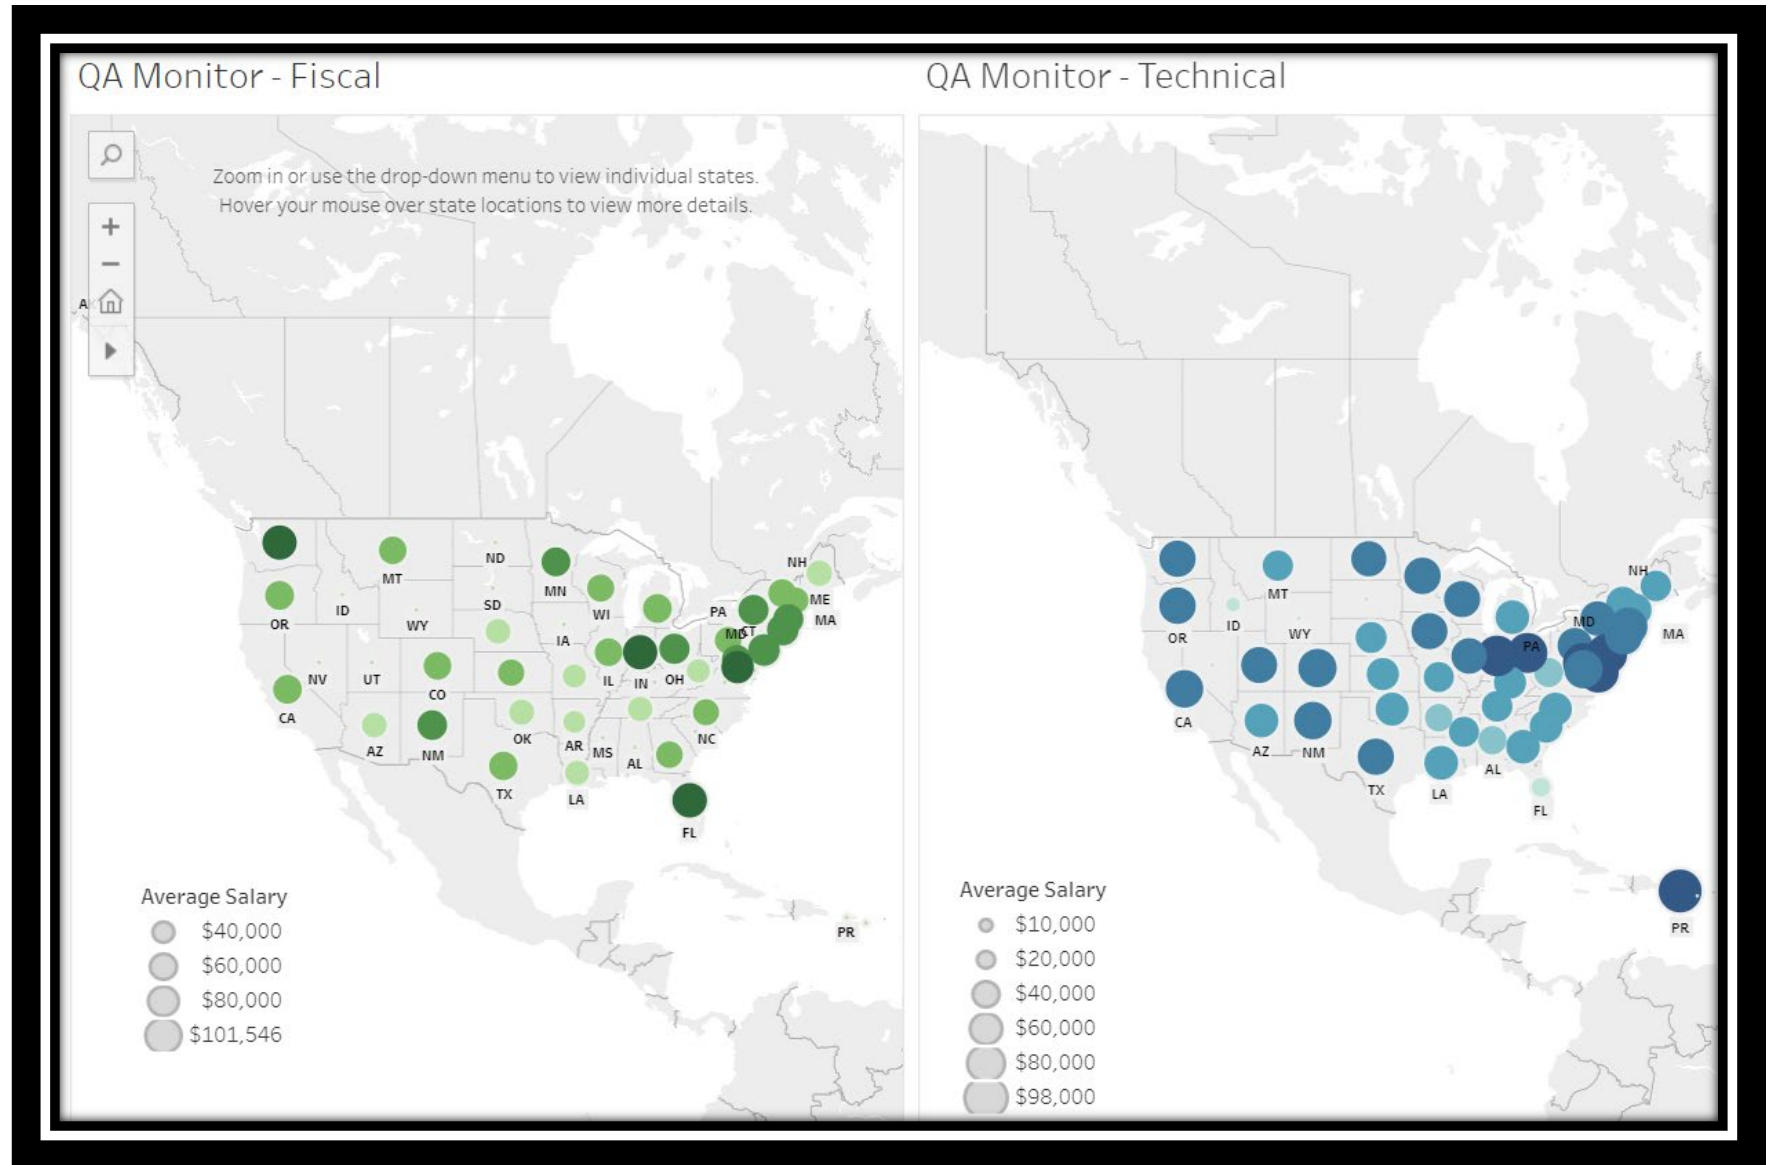 QA Monitor - Fiscal
Zoom in or use the drop-down menu to view individual states.
Hover your mouse over state locations to view more details.
+
−
ND
NH
MT
MN
SD
ID
WI
PA
ME
OR
WY
MA
IA
MD
CT
NV
UT
CO
IL
IN
OH
CA
AZ
NM
OK
AR
MS
NC
AL
TX
LA
FL
PR
Average Salary
$40,000
$60,000
$80,000
$101,546
QA Monitor - Technical
NH
MT
ID
MD
OR
WY
MA
PA
CA
AZ
NM
AL
TX
LA
FL
PR
Average Salary
$10,000
$20,000
$40,000
$60,000
$80,000
$98,000